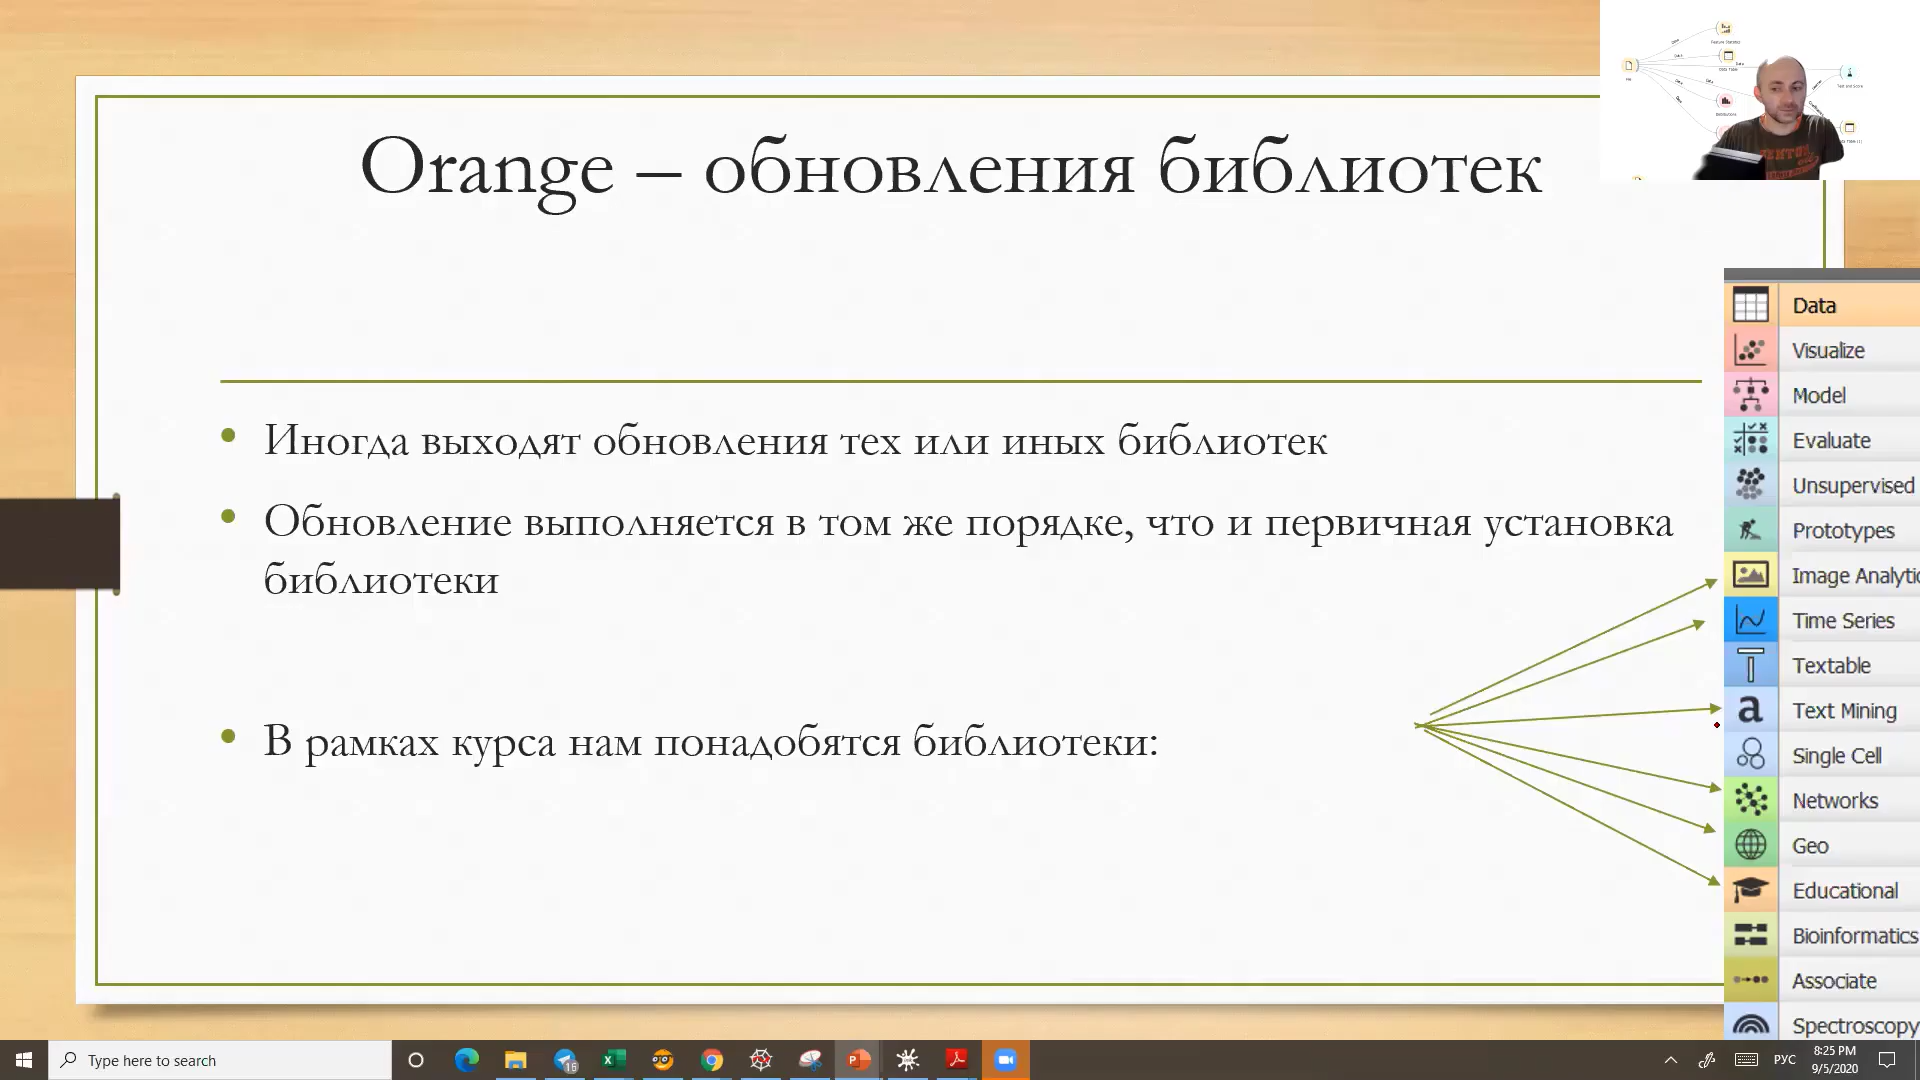 Orange – обновления библиотек
Иногда выходят обновления тех или иных библиотек
Обновление выполняется в том же порядке, что и первичная установка
библиотеки
В рамках курса нам понадобятся библиотеки:
Data
Visualize
Model
Evaluate
Unsupervised
Prototypes
Image Analytic
Time Series
Textable
a Text Mining
Single Cell
Networks
Geo
Educational
Bioinformatics
Associate
Spectroscopy
Type here to search
РУС
8:25 PM
9/5/2020